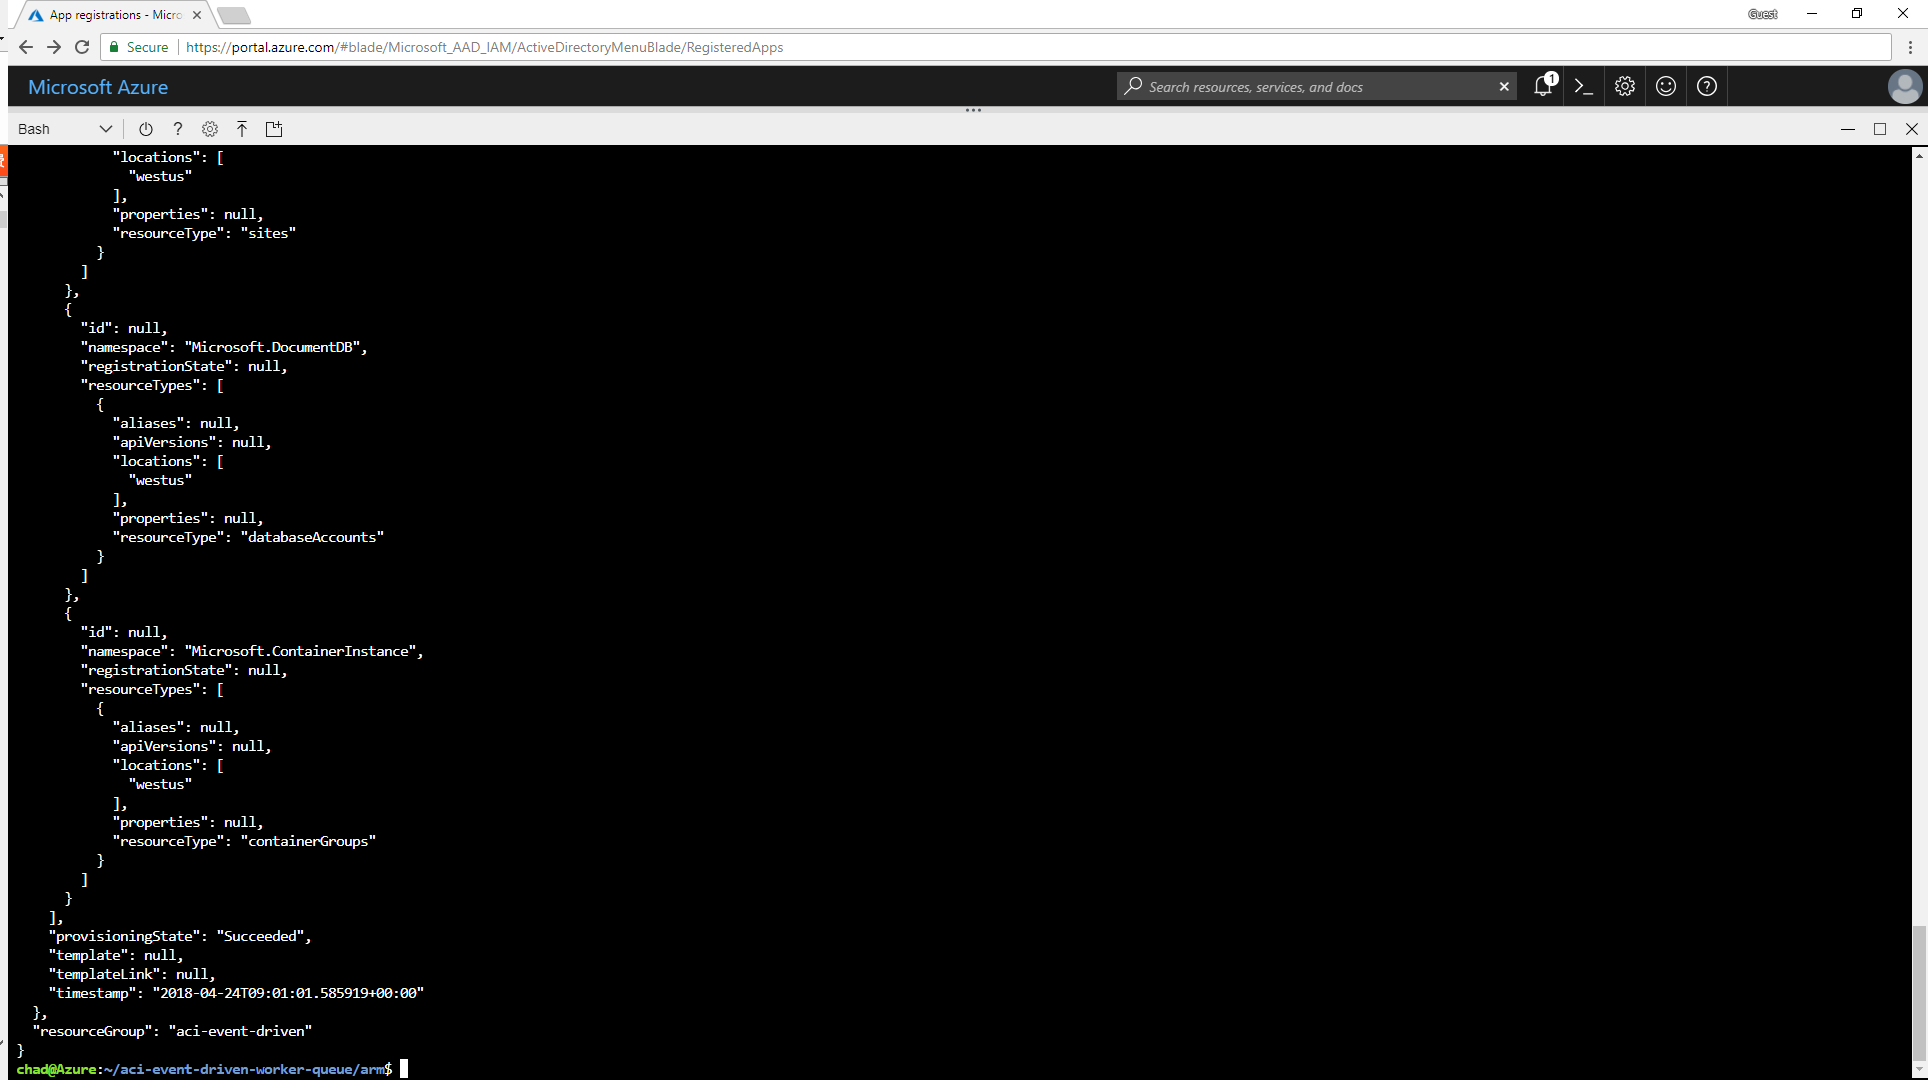 App registrations - Micro
Guest
Secure
https://portal.azure.com/#blade/Microsoft_AAD_IAM/ActiveDirectoryMenuBlade/RegisteredApps
Microsoft Azure
Search resources, services, and docs
1
Bash
?
"locations": [
"westus"
],
"properties": null,
"resourceType": "sites"
}
]
},
{
"id": null,
"namespace": "Microsoft.DocumentDB",
"registrationState": null,
"resourceTypes": [
{
"aliases": null,
"apiVersions": null,
"locations": [
"westus"
],
"properties": null,
"resourceType": "databaseAccounts"
}
]
},
{
"id": null,
"namespace": "Microsoft.ContainerInstance",
"registrationState": null,
"resourceTypes": [
{
"aliases": null,
"apiVersions": null,
"locations": [
"westus"
],
"properties": null,
"resourceType": "containerGroups"
}
]
}
],
"provisioningState": "Succeeded",
"template": null,
"templateLink": null,
"timestamp": "2018-04-24T09:01:01.585919+00:00"
},
"resourceGroup": "aci-event-driven"
}
chad@Azure:~/aci-event-driven-worker-queue/arm$